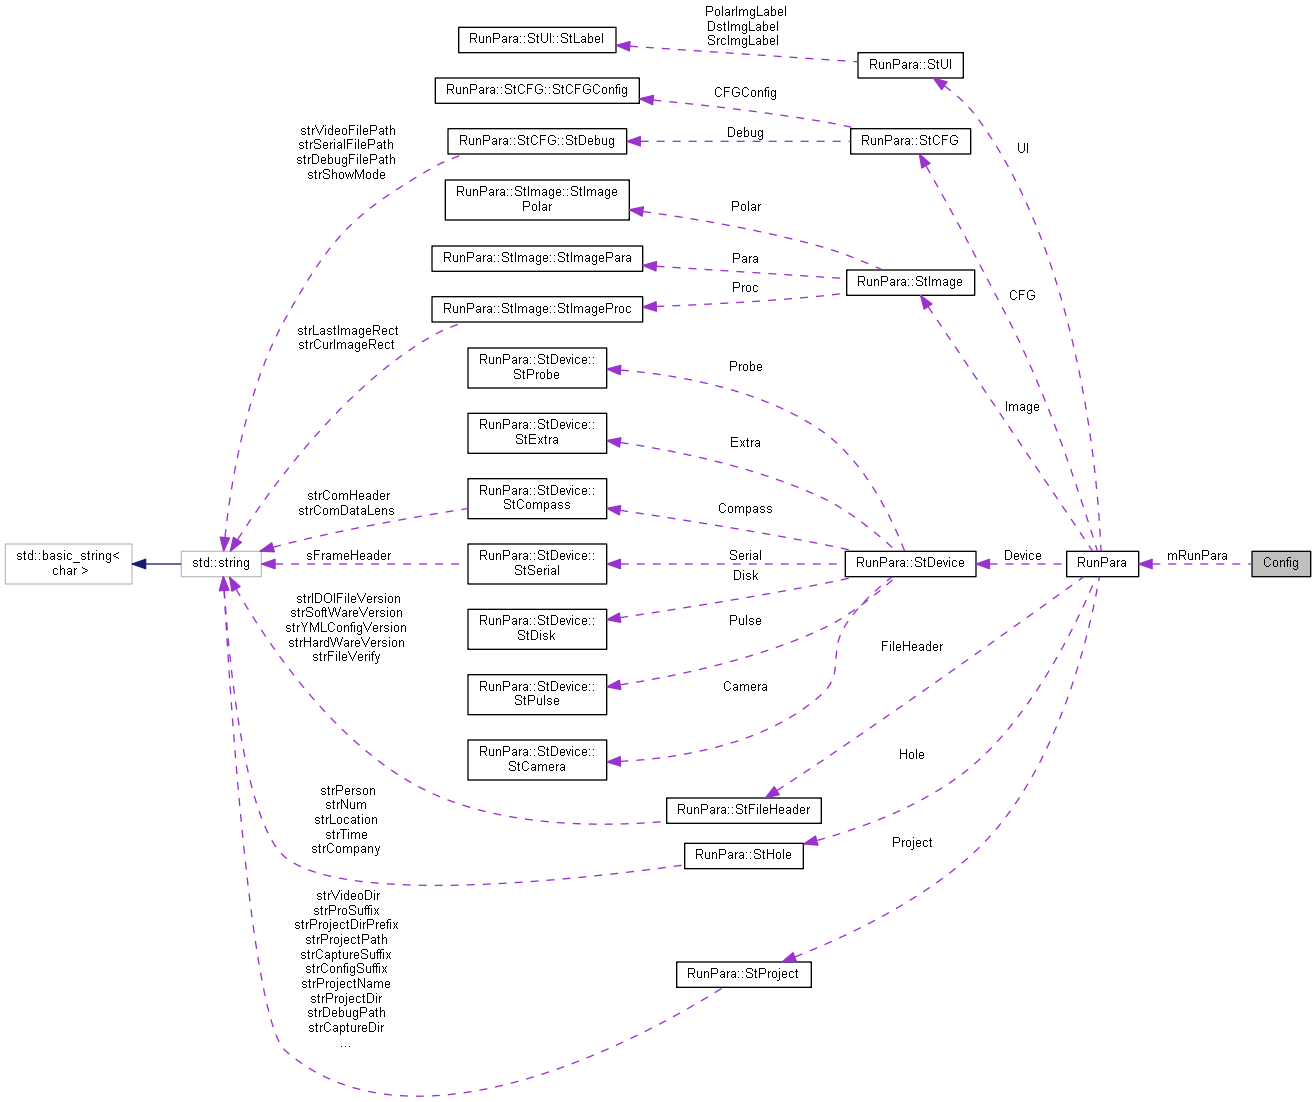 PolarImgLabel
DstImgLabel
SrcImgLabel
RunPara::StUI::StLabel
RunPara::StUI
RunPara::StCFG::StCFGConfig
CFGConfig
strVideoFilePath
strSerialFilePath
strDebugFilePath
strShowMode
RunPara::StCFG::StDebug
Debug
RunPara::StCFG
UI
RunPara::StImage::StImage
Polar
Polar
RunPara::StImage::StImagePara
Para
RunPara::StImage
Proc
RunPara::StImage::StImageProc
CFG
strLastImageRect
strCurImageRect
RunPara::StDevice::
StProbe
Probe
Image
RunPara::StDevice::
StExtra
Extra
RunPara::StDevice::
StCompass
Compass
strComHeader
strComDataLens
std::basic_string<
char >
std::string
sFrameHeader
RunPara::StDevice::
StSerial
Serial
Disk
RunPara::StDevice
Device
RunPara
mRunPara
Config
strIDOIFileVersion
strSoftWareVersion
strYMLConfigVersion
strHardWareVersion
strFileVerify
RunPara::StDevice::
StDisk
Pulse
FileHeader
RunPara::StDevice::
StPulse
Camera
RunPara::StDevice::
StCamera
Hole
RunPara::StFileHeader
strPerson
strNum
strLocation
strTime
strCompany
RunPara::StHole
Project
strVideoDir
strProSuffix
strProjectDirPrefix
strProjectPath
strCaptureSuffix
strConfigSuffix
strProjectName
strProjectDir
strDebugPath
strCaptureDir
...
RunPara::StProject